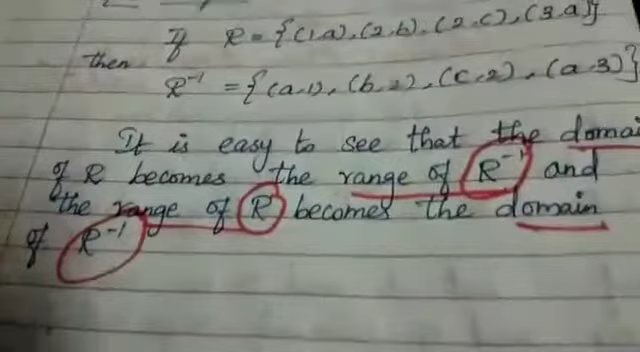 If R = {(1,a), (2,b), (2,c), (3,a)}
then
R⁻¹ = {(a,1), (b,2), (c,2), (a,3)}
It is easy to see that the domai
of R becomes the range of R⁻¹ and
the range of R becomes the domain
of R⁻¹